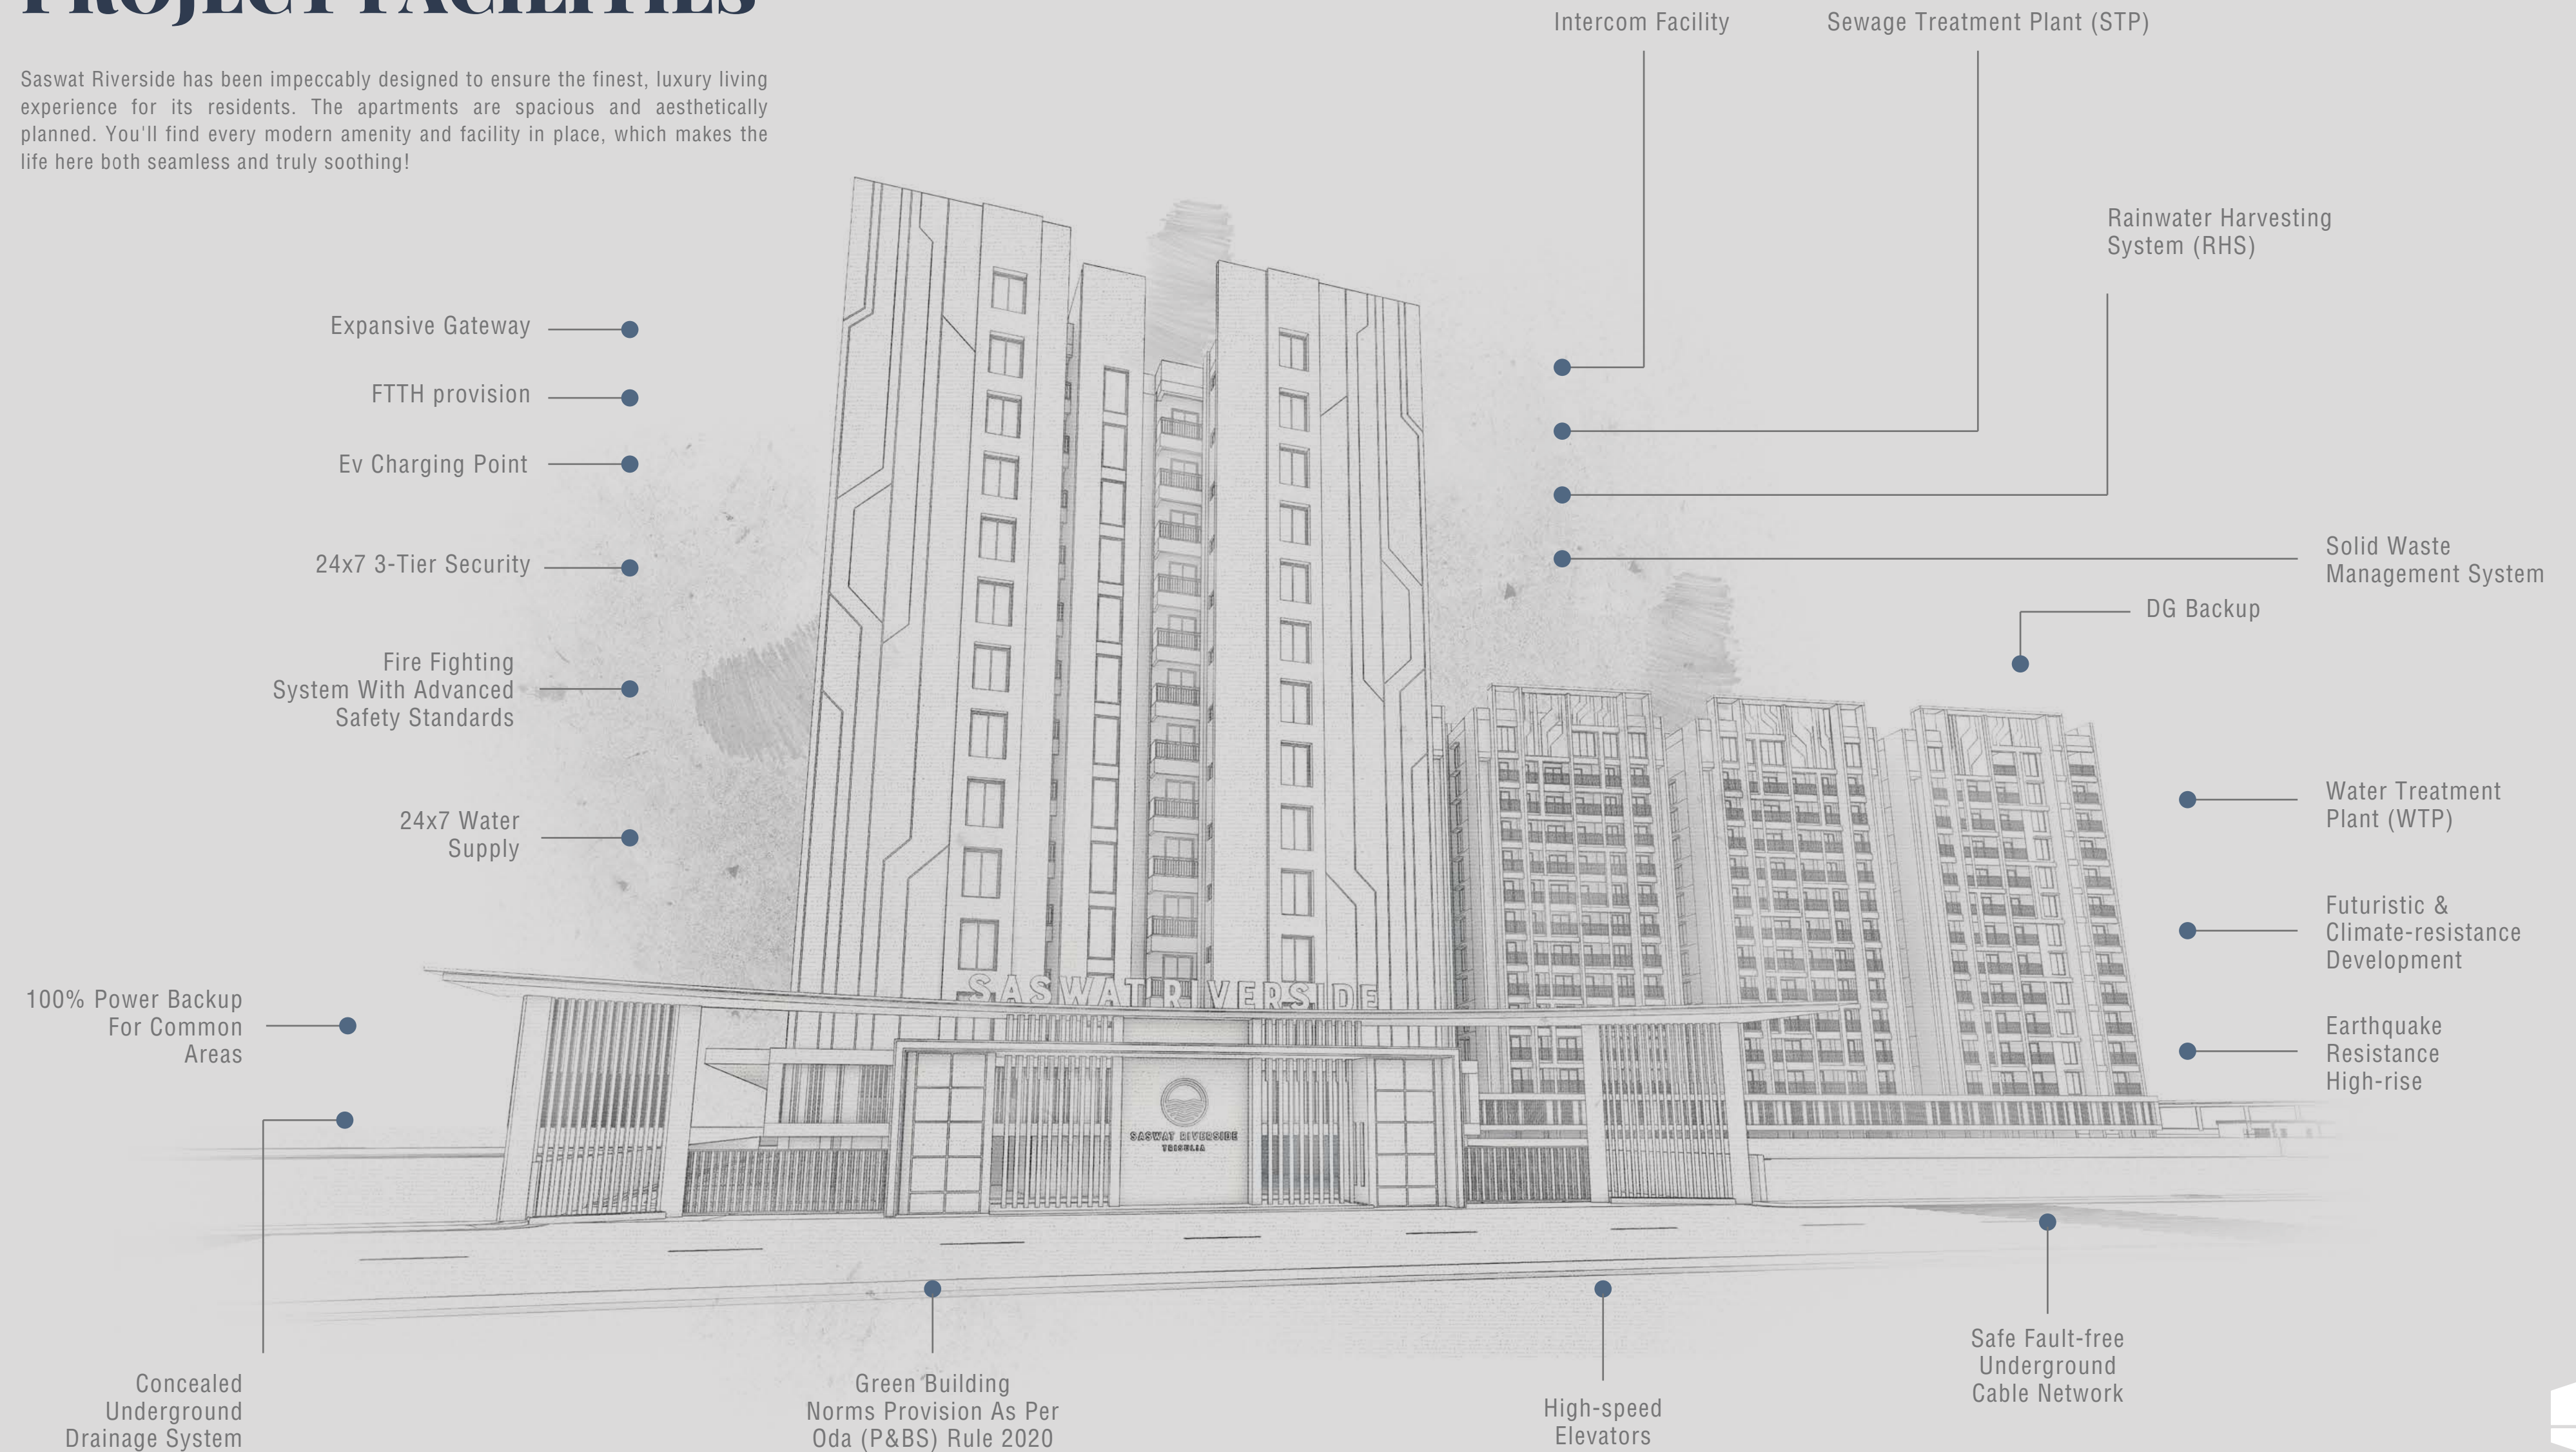 PROJECT FACILITIES
Saswat Riverside has been impeccably designed to ensure the finest, luxury living
experience for its residents. The apartments are spacious and aesthetically
planned. You'll find every modern amenity and facility in place, which makes the
life here both seamless and truly soothing!
Intercom Facility
Sewage Treatment Plant (STP)
Rainwater Harvesting
System (RHS)
Expansive Gateway
FTTH provision
Ev Charging Point
24x7 3-Tier Security
Fire Fighting
System With Advanced
Safety Standards
24x7 Water
Supply
100% Power Backup
For Common
Areas
Solid Waste
Management System
DG Backup
Water Treatment
Plant (WTP)
Futuristic &
Climate-resistance
Development
Earthquake
Resistance
High-rise
SASWAT RIVERSIDE
SASWAT RIVERSIDE
TRISULIA
Concealed
Underground
Drainage System
Green Building
Norms Provision As Per
Oda (P&BS) Rule 2020
High-speed
Elevators
Safe Fault-free
Underground
Cable Network